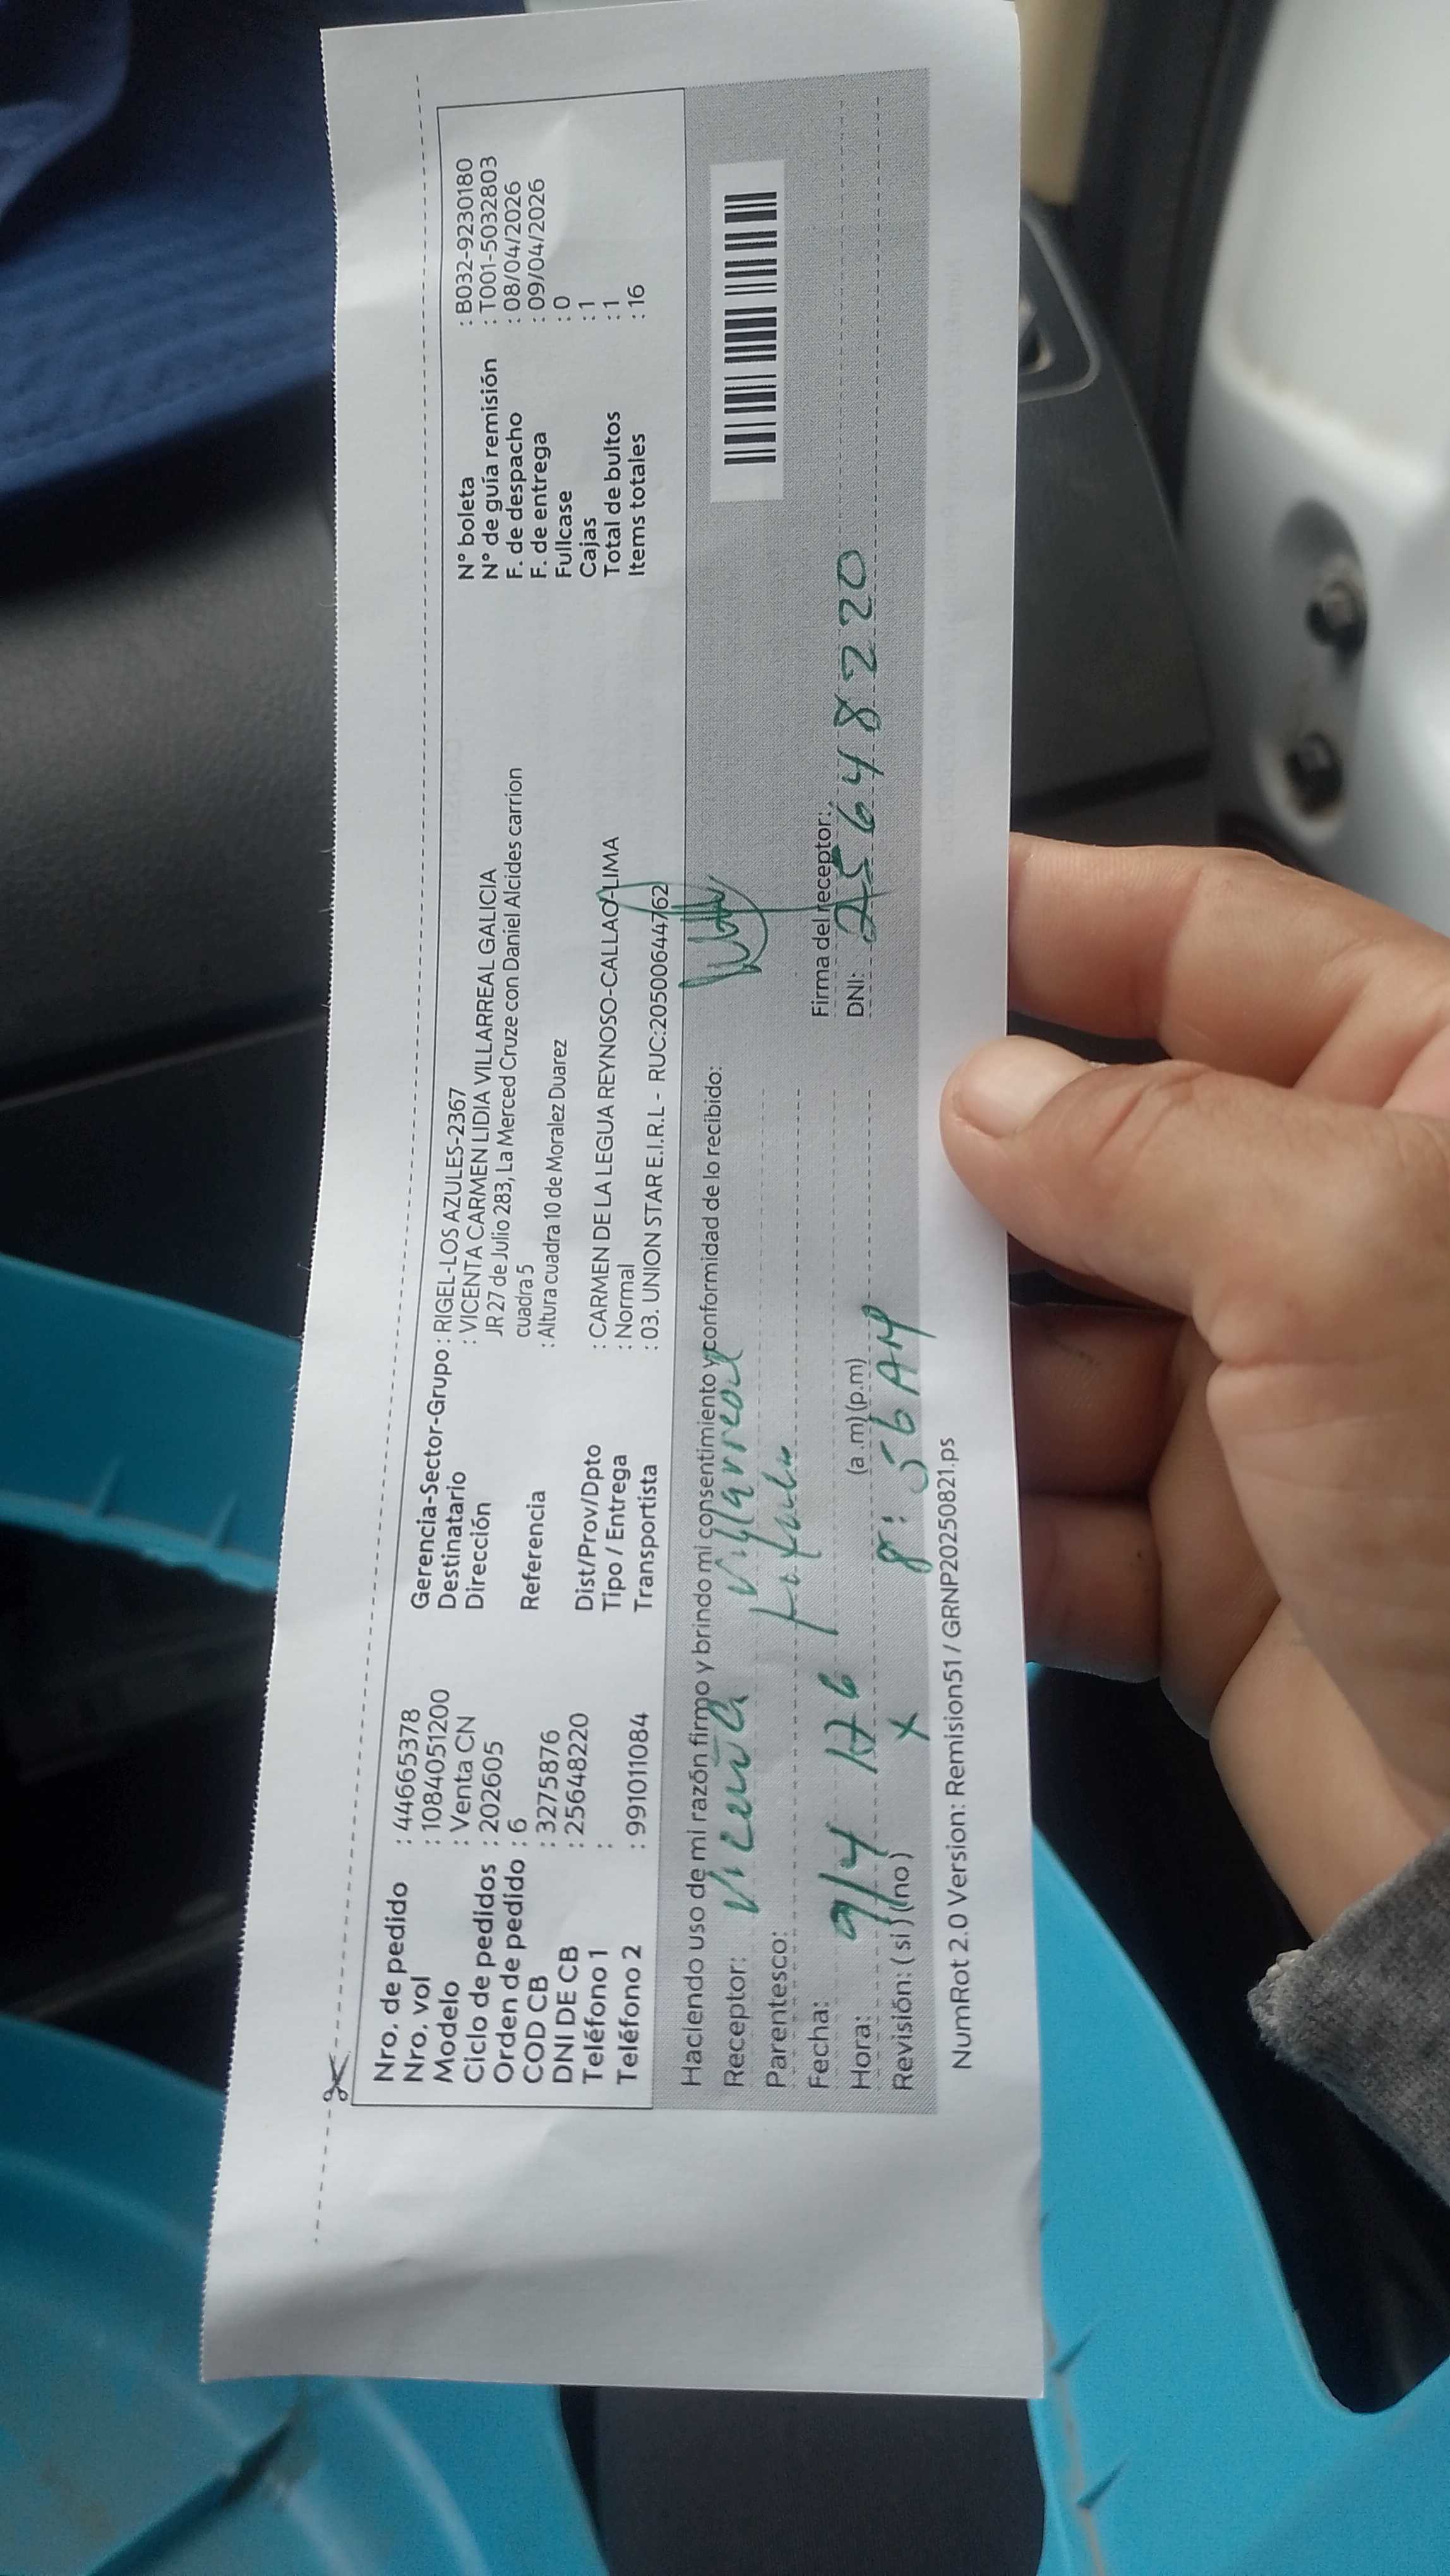 Nro. de pedido : 44665378
Nro. vol : 1084051200
Modelo : Venta CN
Ciclo de pedidos : 202605
Orden de pedido : 6
COD CB : 3275876
DNI DE CB : 25648220
Teléfono 1 :
Teléfono 2 : 991011084
Gerencia-Sector-Grupo : RIGEL-LOS AZULES-2367
Destinatario : VICENTA CARMEN LIDIA VILLARREAL GALICIA
Dirección JR 27 de Julio 283, La Merced Cruze con Daniel Alcides carrion
cuadra 5
Referencia : Altura cuadra 10 de Moralez Duarez
Dist/Prov/Dpto : CARMEN DE LA LEGUA REYNOSO-CALLAO-LIMA
Tipo / Entrega : Normal
Transportista : 03. UNION STAR E.I.R.L - RUC:20500644762
N° boleta : B032-9230180
N° de guía remisión : T001-5032803
F. de despacho : 08/04/2026
F. de entrega : 09/04/2026
Fullcase : 0
Cajas : 1
Total de bultos : 1
Items totales : 16
Haciendo uso de mi razón firmo y brindo mi consentimiento y conformidad de lo recibido:
Receptor: Vicenta Villarreal
Parentesco:
Fecha: 9/4/26
Hora: 8:56 AM (a.m) (p.m)
Revisión: ( si ) ( no ) X
Firma del receptor:
DNI: 25648220
NumRot 2.0 Version: Remision51 / GRNP20250821.ps